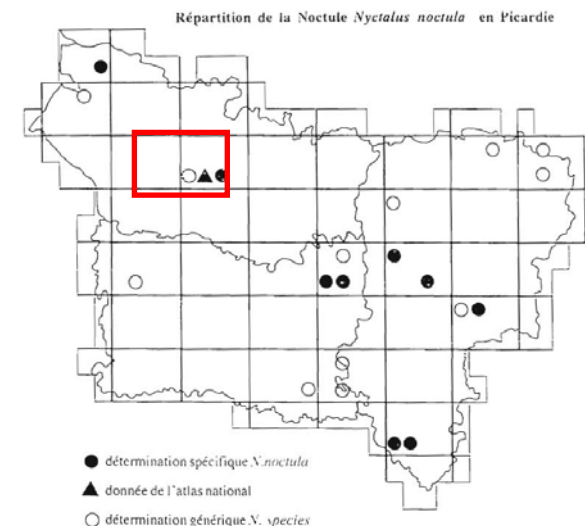 Répartition de la Noctule Nyctalus noctula en Picardie
détermination spécifique N.noctula
donnée de l'atlas national
détermination générique N. species